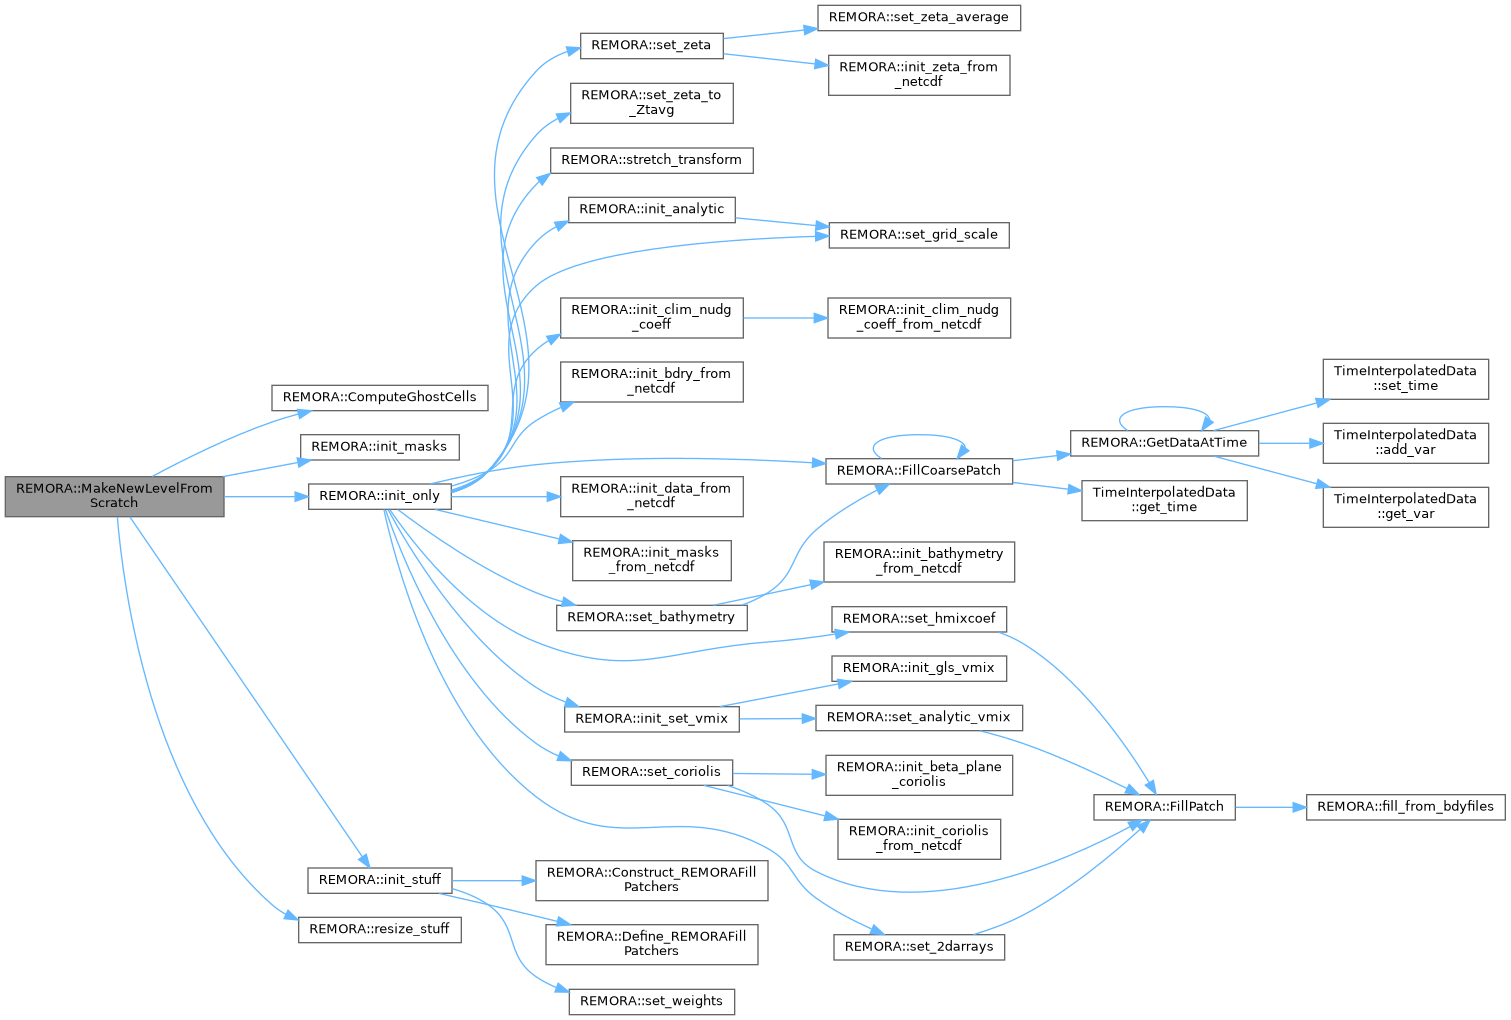 REMORA::MakeNewLevelFrom
Scratch
REMORA::ComputeGhostCells
REMORA::init_masks
REMORA::init_only
REMORA::init_stuff
REMORA::resize_stuff
REMORA::set_zeta
REMORA::set_zeta_to
_Ztavg
REMORA::stretch_transform
REMORA::init_analytic
REMORA::init_clim_nudg
_coeff
REMORA::init_bdry_from
_netcdf
REMORA::init_data_from
_netcdf
REMORA::init_masks
_from_netcdf
REMORA::set_bathymetry
REMORA::init_set_vmix
REMORA::set_coriolis
REMORA::Construct_REMORAFill
Patchers
REMORA::Define_REMORAFill
Patchers
REMORA::set_weights
REMORA::set_zeta_average
REMORA::init_zeta_from
_netcdf
REMORA::set_grid_scale
REMORA::init_clim_nudg
_coeff_from_netcdf
REMORA::FillCoarsePatch
REMORA::init_bathymetry
_from_netcdf
REMORA::set_hmixcoef
REMORA::init_gls_vmix
REMORA::set_analytic_vmix
REMORA::init_beta_plane
_coriolis
REMORA::init_coriolis
_from_netcdf
REMORA::set_2darrays
REMORA::GetDataAtTime
TimeInterpolatedData
::get_time
REMORA::FillPatch
TimeInterpolatedData
::set_time
TimeInterpolatedData
::add_var
TimeInterpolatedData
::get_var
REMORA::fill_from_bdyfiles